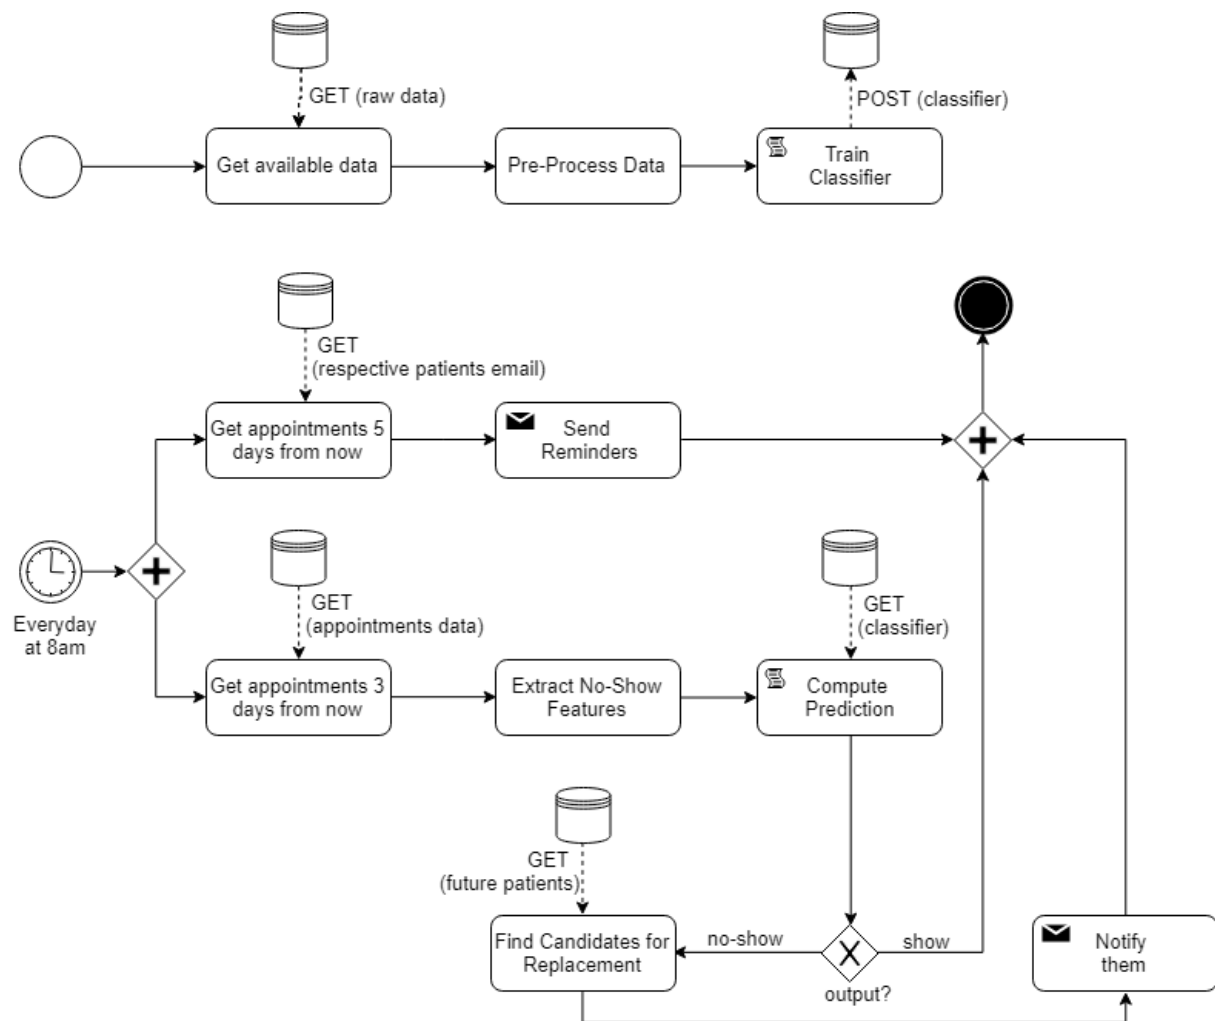 GET (raw data)
POST (classifier)
Get available data
Pre-Process Data
Train
Classifier
GET
(respective patients email)
Get appointments 5
days from now
Send
Reminders
Everyday
at 8am
GET
(appointments data)
GET
(classifier)
Get appointments 3
days from now
Extract No-Show
Features
Compute
Prediction
GET
(future patients)
Find Candidates for
Replacement
no-show
X
show
output?
Notify
them